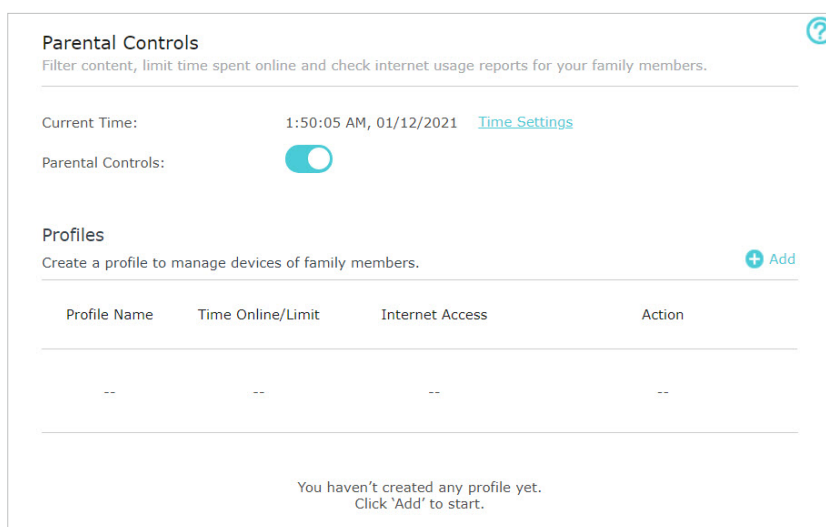 Parental Controls
?
Filter content, limit time spent online and check internet usage reports for your family members.
Current Time: 1:50:05 AM, 01/12/2021 Time Settings
Parental Controls:
Profiles
Create a profile to manage devices of family members. Add
Profile Name Time Online/Limit Internet Access Action
-- -- -- --
You haven’t created any profile yet.
Click ‘Add’ to start.